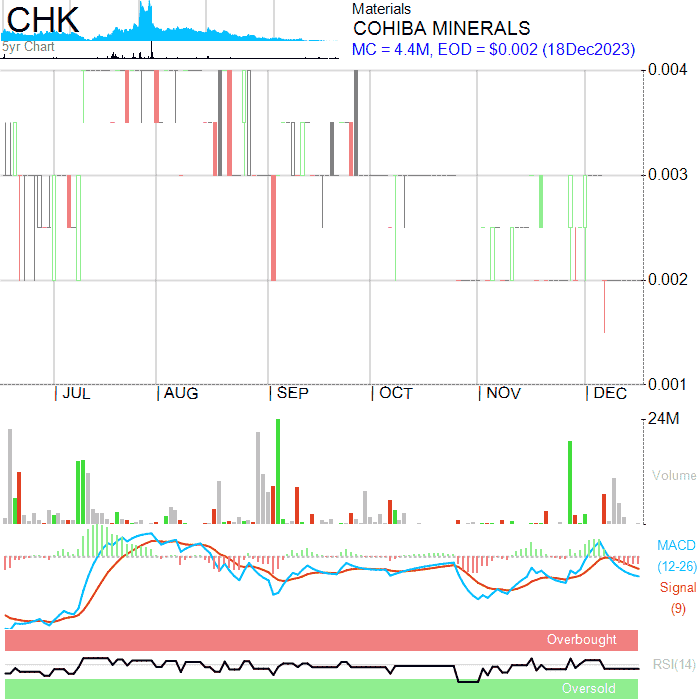 CHK
5yr Chart
Materials
COHIBA MINERALS
MC = 4.4M, EOD = $0.002 (18Dec2023)
0.004
0.003
0.002
0.001
| JUL | AUG | SEP | OCT | NOV | DEC
24M
Volume
MACD
(12-26)
Signal
(9)
Overbought
RSI(14)
Oversold